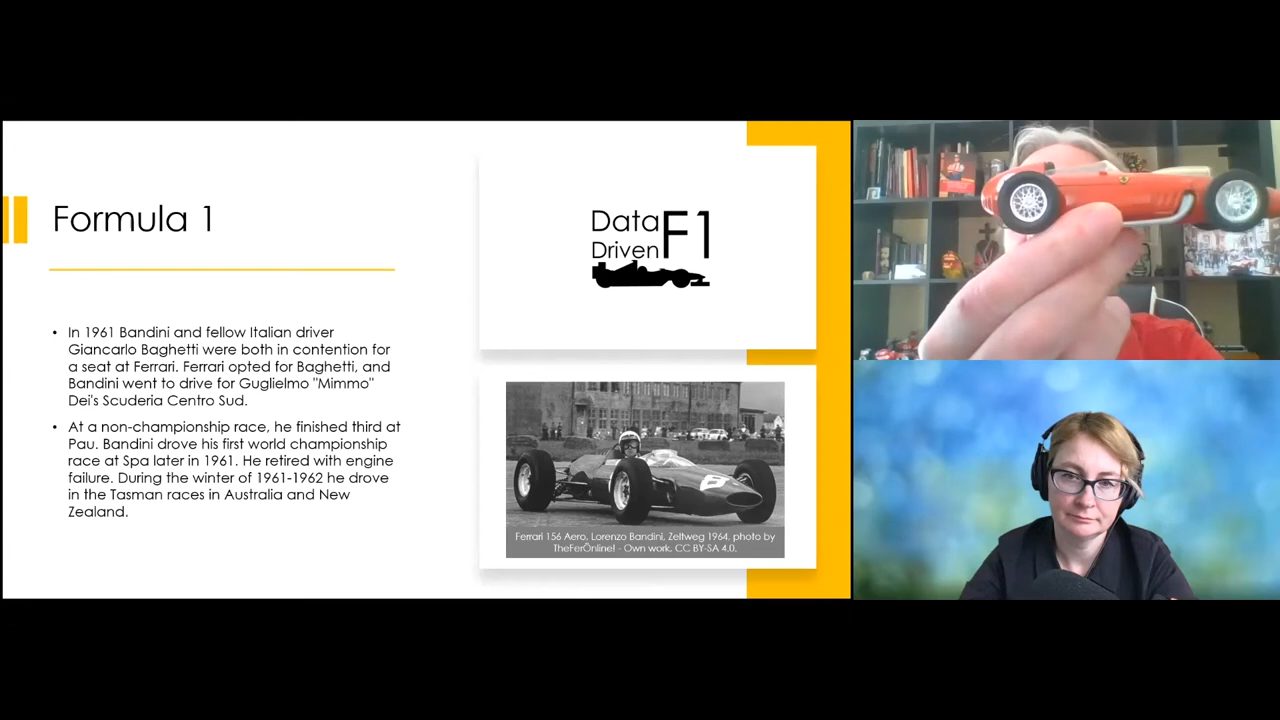 Formula 1
In 1961 Bandini and fellow Italian driver
Giancarlo Baghetti were both in contention for
a seat at Ferrari. Ferrari opted for Baghetti, and
Bandini went to drive for Guglielmo "Mimmo"
Dei's Scuderia Centro Sud.
At a non-championship race, he finished third at
Pau. Bandini drove his first world championship
race at Spa later in 1961. He retired with engine
failure. During the winter of 1961-1962 he drove
in the Tasman races in Australia and New
Zealand.
Data
Driven
F1
Ferrari 156 Aero, Lorenzo Bandini, Zeltweg 1964, photo by
TheFerÖnline! - Own work, CC BY-SA 4.0.